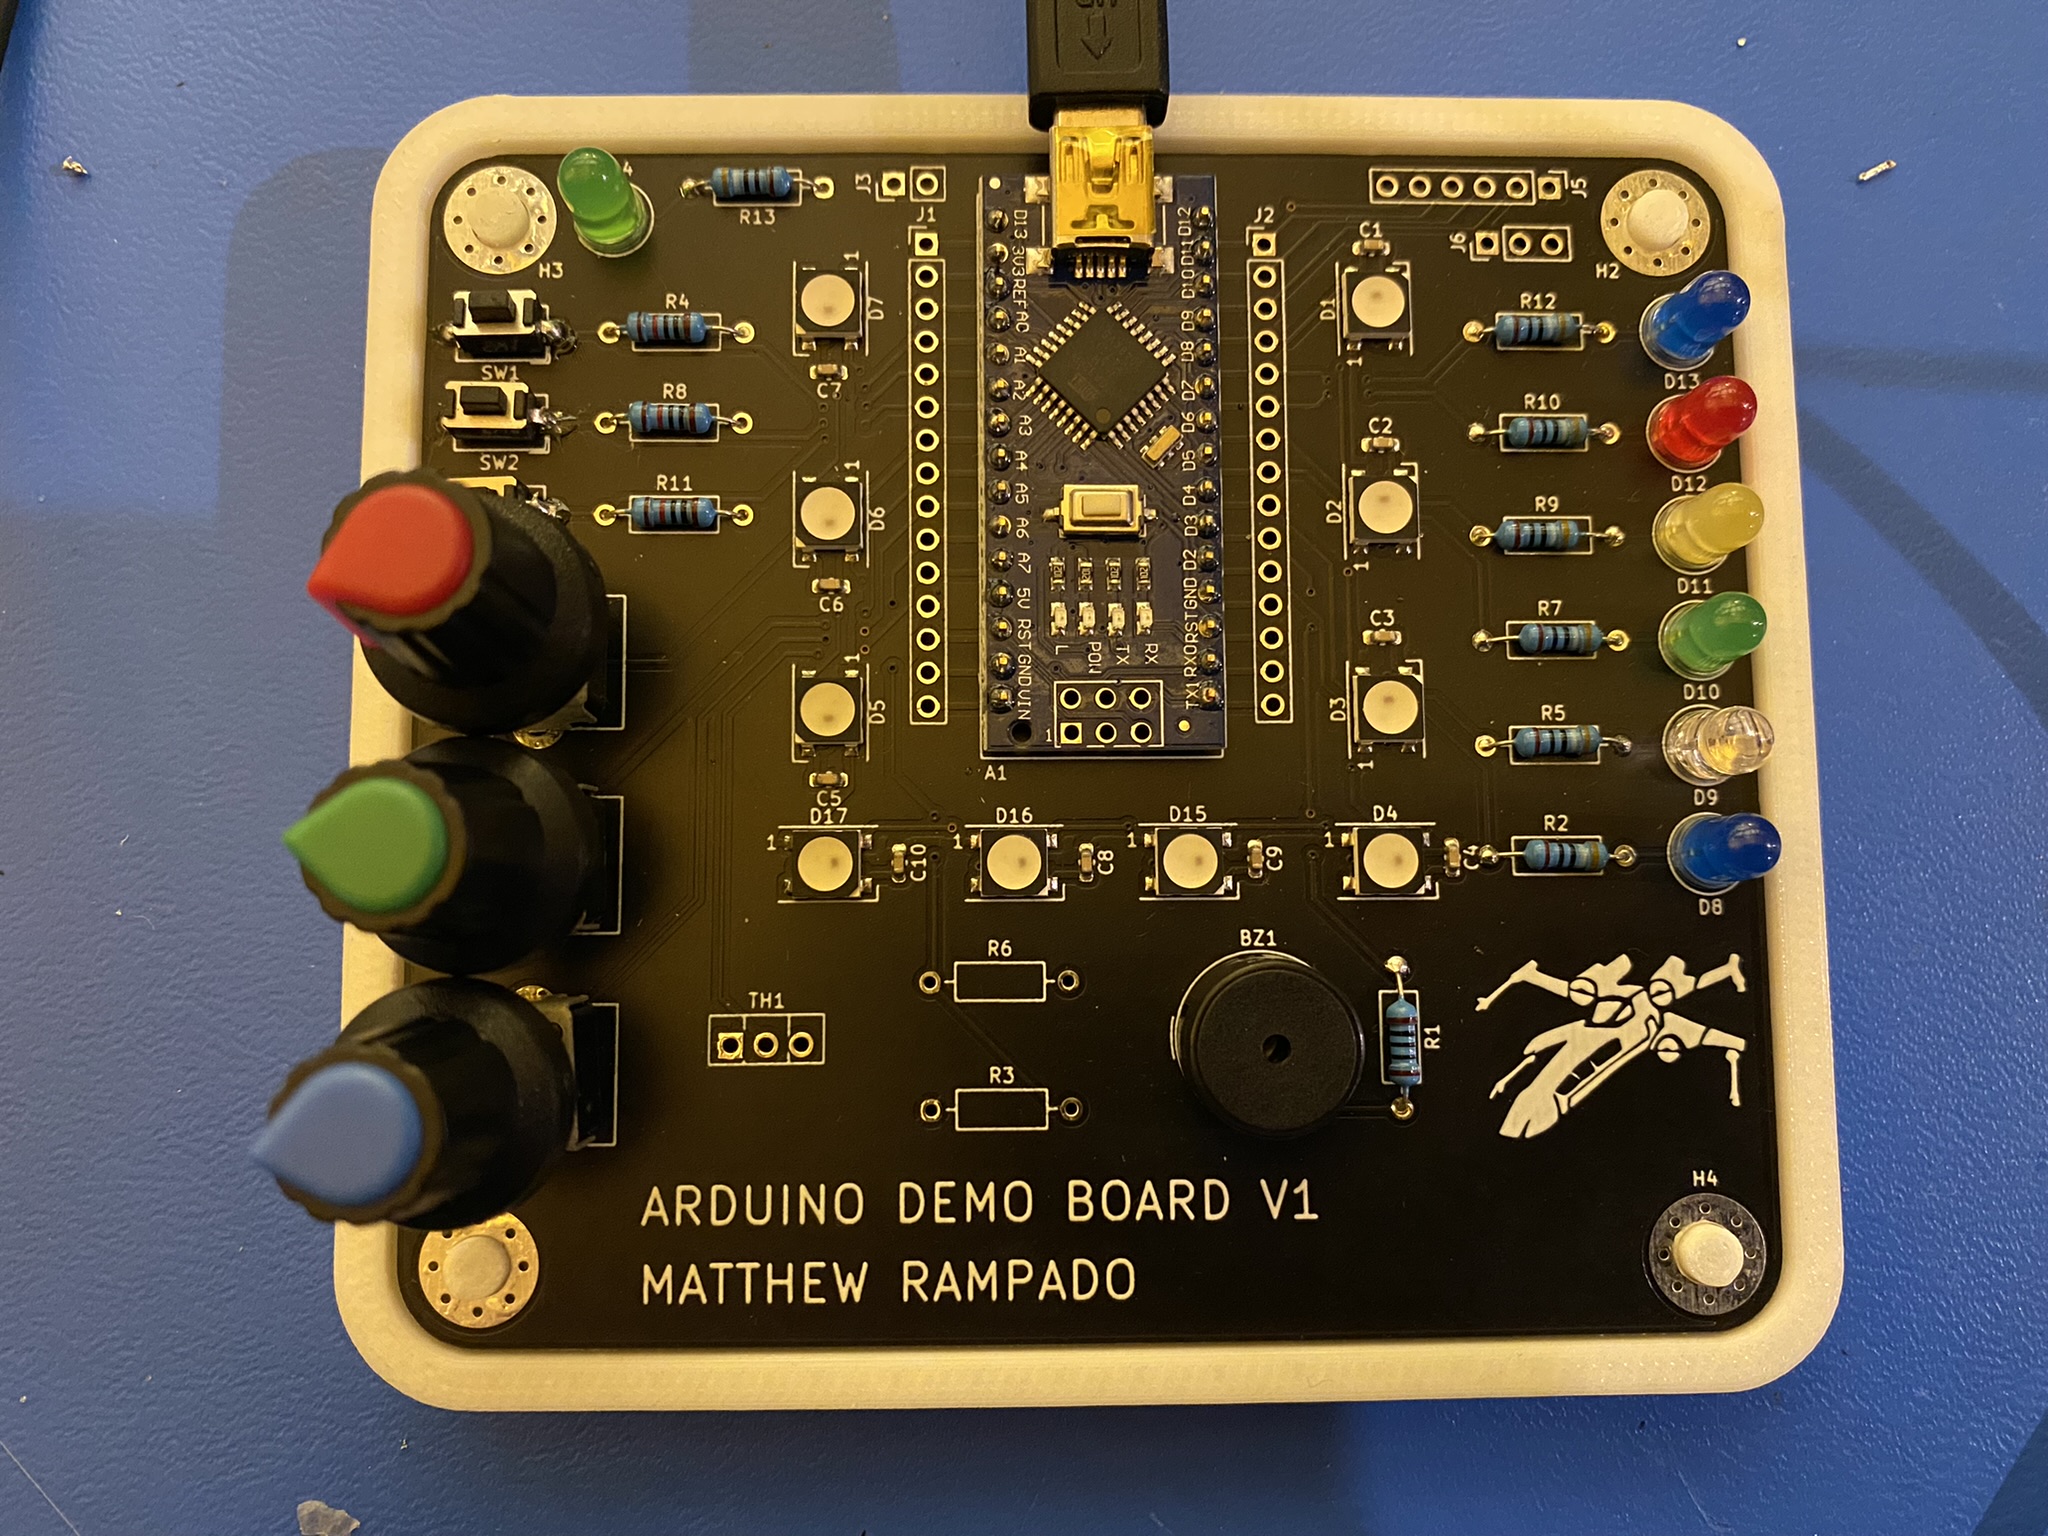 R13
J3
J5
J1
J2
J6
C1
H3
H2
D13 3V3 REF A0 A1 A2 A3 A4 A5 A6 A7 5V RST GND VIN
D12 D11 D10 D9 D8 D7 D6 D5 D4 D3 D2 GND RST RX0 TX1
R4
1
D7
D1
1
R12
D13
SW1
C7
R8
C2
R10
D12
SW2
R11
1
D6
D2
1
R9
D11
C6
C3
R7
D10
L
POW
TX
RX
1
D5
D3
1
R5
D9
1
A1
C5
D17
D16
D15
D4
R2
1
C10
1
C8
1
C9
1
C4
D8
R6
BZ1
TH1
R1
R3
H4
ARDUINO DEMO BOARD V1
MATTHEW RAMPADO